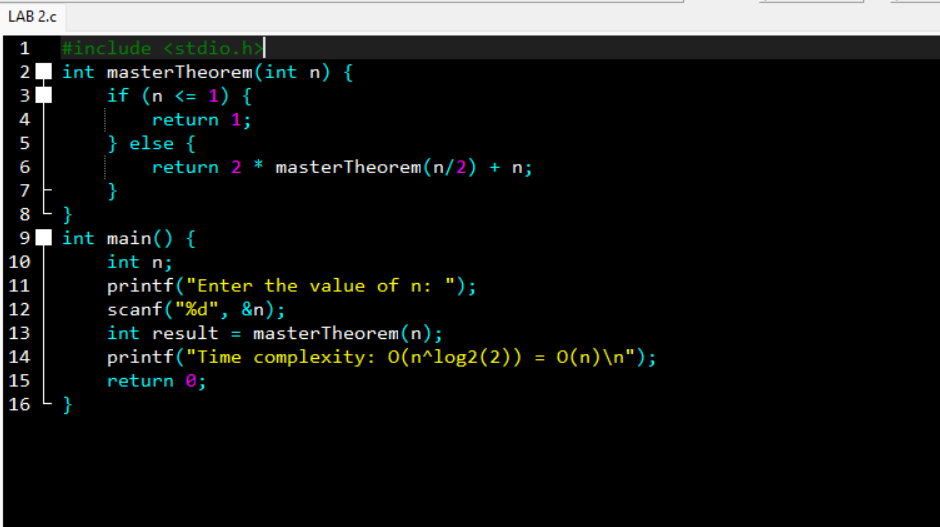 LAB 2.c
1 #include <stdio.h>
2 int masterTheorem(int n) {
3     if (n <= 1) {
4         return 1;
5     } else {
6         return 2 * masterTheorem(n/2) + n;
7     }
8 }
9 int main() {
10     int n;
11     printf("Enter the value of n: ");
12     scanf("%d", &n);
13     int result = masterTheorem(n);
14     printf("Time complexity: O(n^log2(2)) = O(n)\n");
15     return 0;
16 }